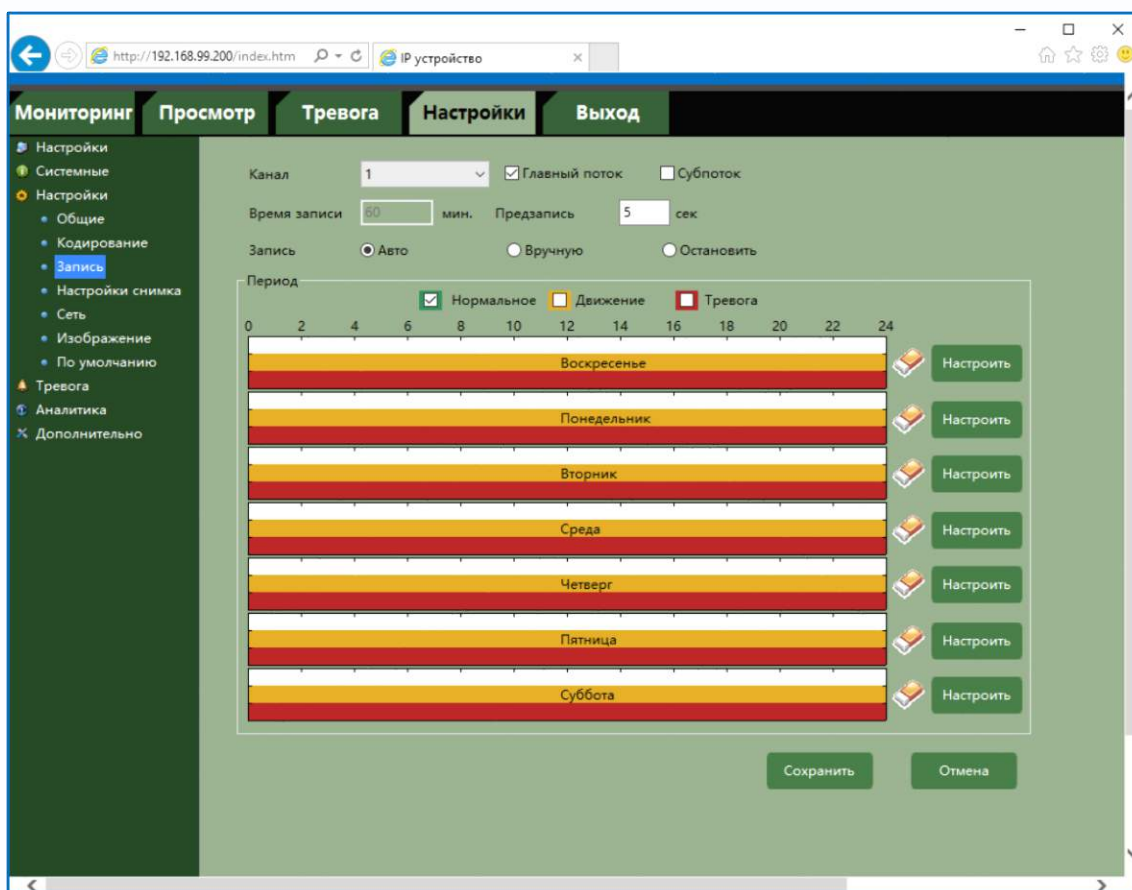 http://192.168.99.200/index.htm IP устройство
Мониторинг Просмотр Тревога Настройки Выход
Настройки
Системные
Настройки
Общие
Кодирование
Запись
Настройки снимка
Сеть
Изображение
По умолчанию
Тревога
Аналитика
Дополнительно
Канал 1 Главный поток Субпоток
Время записи 60 мин. Предзапись 5 сек
Запись Авто Вручную Остановить
Период
Нормальное Движение Тревога
0 2 4 6 8 10 12 14 16 18 20 22 24
Воскресенье Настроить
Понедельник Настроить
Вторник Настроить
Среда Настроить
Четверг Настроить
Пятница Настроить
Суббота Настроить
Сохранить Отмена